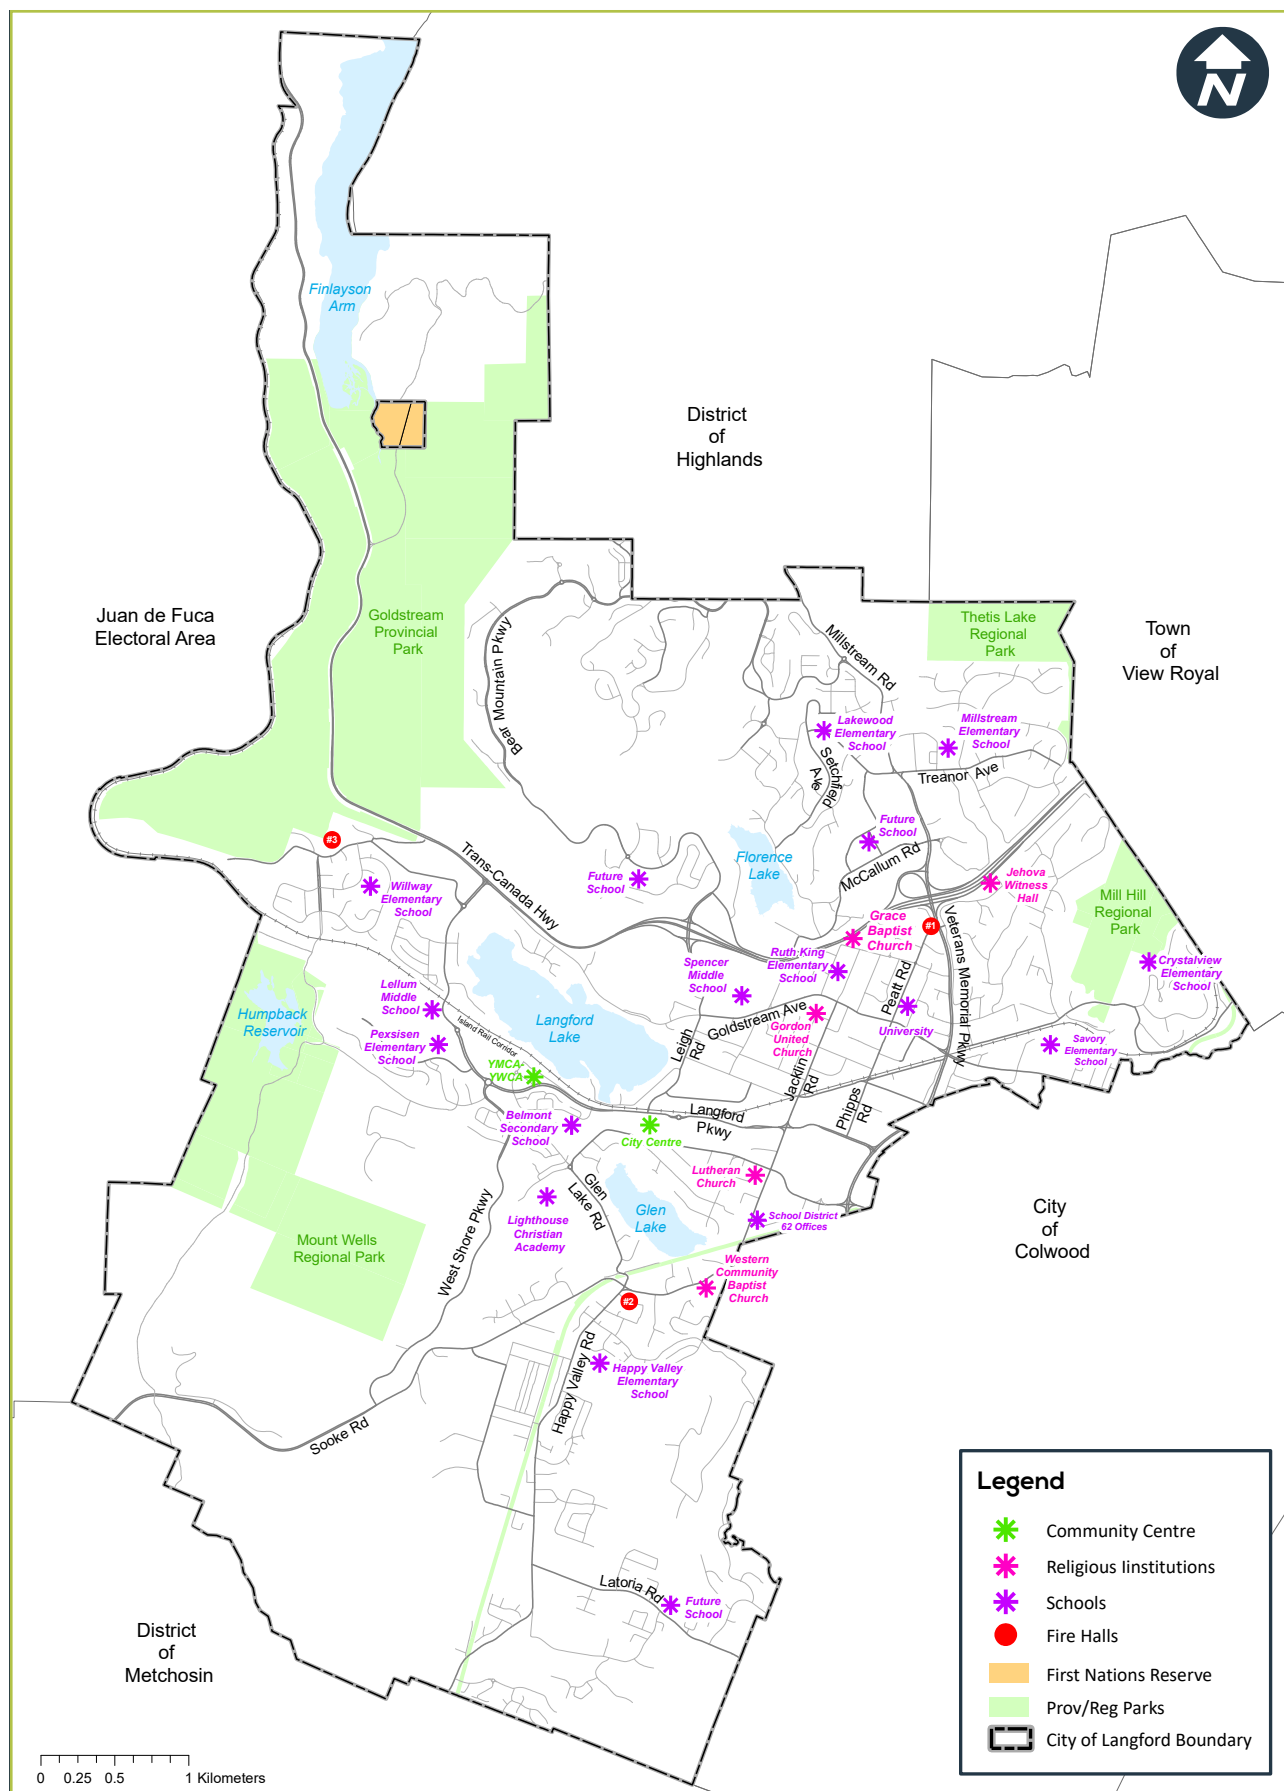 N
Finlayson
Arm
District
of
Highlands
Juan de Fuca
Electoral Area
Goldstream
Provincial
Park
Thetis Lake
Regional
Park
Town
of
View Royal
Bear Mountain Pkwy
Millstream Rd
Lakewood
Elementary
School
Millstream
Elementary
School
Setchfield
Ave
Treanor Ave
Future
School
McCallum Rd
#3
Trans-Canada Hwy
Future
School
Florence
Lake
Willway
Elementary
School
Jehova
Witness
Hall
Mill Hill
Regional
Park
Grace
Baptist
Church
#1
Veterans Memorial Pkwy
Ruth King
Elementary
School
Spencer
Middle
School
Crystalview
Elementary
School
Peatt Rd
Lellum
Middle
School
Humpback
Reservoir
Langford
Lake
Goldstream Ave
Gordon
United
Church
University
Island Rail Corridor
Pexsisen
Elementary
School
Leigh
Rd
Savory
Elementary
School
YMCA-
YWCA
Jacklin
Rd
Phipps
Rd
Langford
Pkwy
Belmont
Secondary
School
City Centre
Lutheran
Church
Glen
Lake Rd
Lighthouse
Christian
Academy
Glen
Lake
School District
62 Offices
City
of
Colwood
Mount Wells
Regional Park
West Shore Pkwy
Western
Community
Baptist
Church
#2
Happy Valley Rd
Happy Valley
Elementary
School
Sooke Rd
Latoria Rd
Future
School
District
of
Metchosin
Legend
Community Centre
Religious Iinstitutions
Schools
Fire Halls
First Nations Reserve
Prov/Reg Parks
City of Langford Boundary
0 0.25 0.5 1 Kilometers